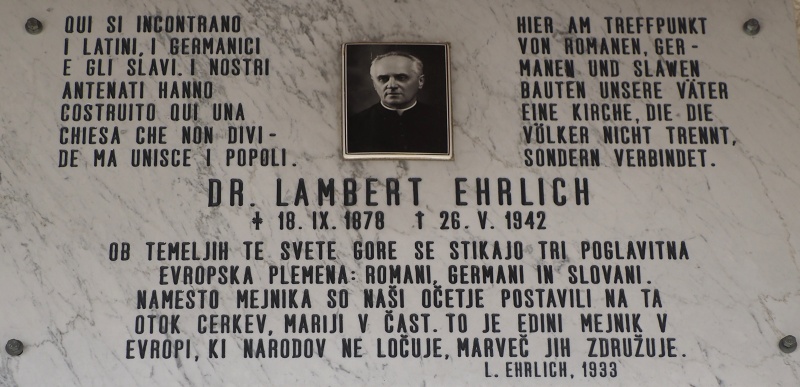 QUI SI INCONTRANO
I LATINI, I GERMANICI
E GLI SLAVI. I NOSTRI
ANTENATI HANNO
COSTRUITO QUI UNA
CHIESA CHE NON DIVI-
DE MA UNISCE I POPOLI.
HIER AM TREFFPUNKT
VON ROMANEN, GER-
MANEN UND SLAWEN
BAUTEN UNSERE VÄTER
EINE KIRCHE, DIE DIE
VÖLKER NICHT TRENNT,
SONDERN VERBINDET.
DR. LAMBERT EHRLICH
✦ 18. IX. 1878 † 26. V. 1942
OB TEMELJIH TE SVETE GORE SE STIKAJO TRI POGLAVITNA
EVROPSKA PLEMENA: ROMANI, GERMANI IN SLOVANI.
NAMESTO MEJNIKA SO NAŠI OČETJE POSTAVILI NA TA
OTOK CERKEV, MARIJI V ČAST. TO JE EDINI MEJNIK V
EVROPI, KI NARODOV NE LOČUJE, MARVEČ JIH ZDRUŽUJE.
L. EHRLICH, 1933